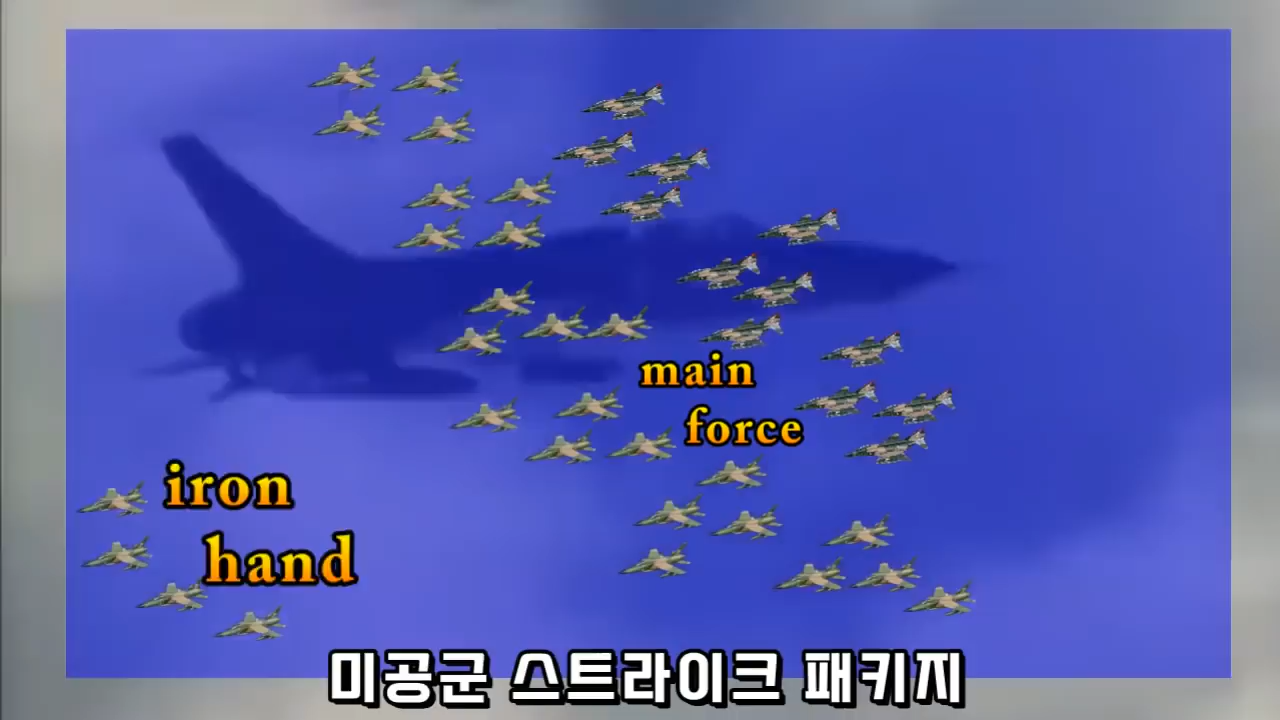 main
force
iron
hand
미공군 스트라이크 패키지